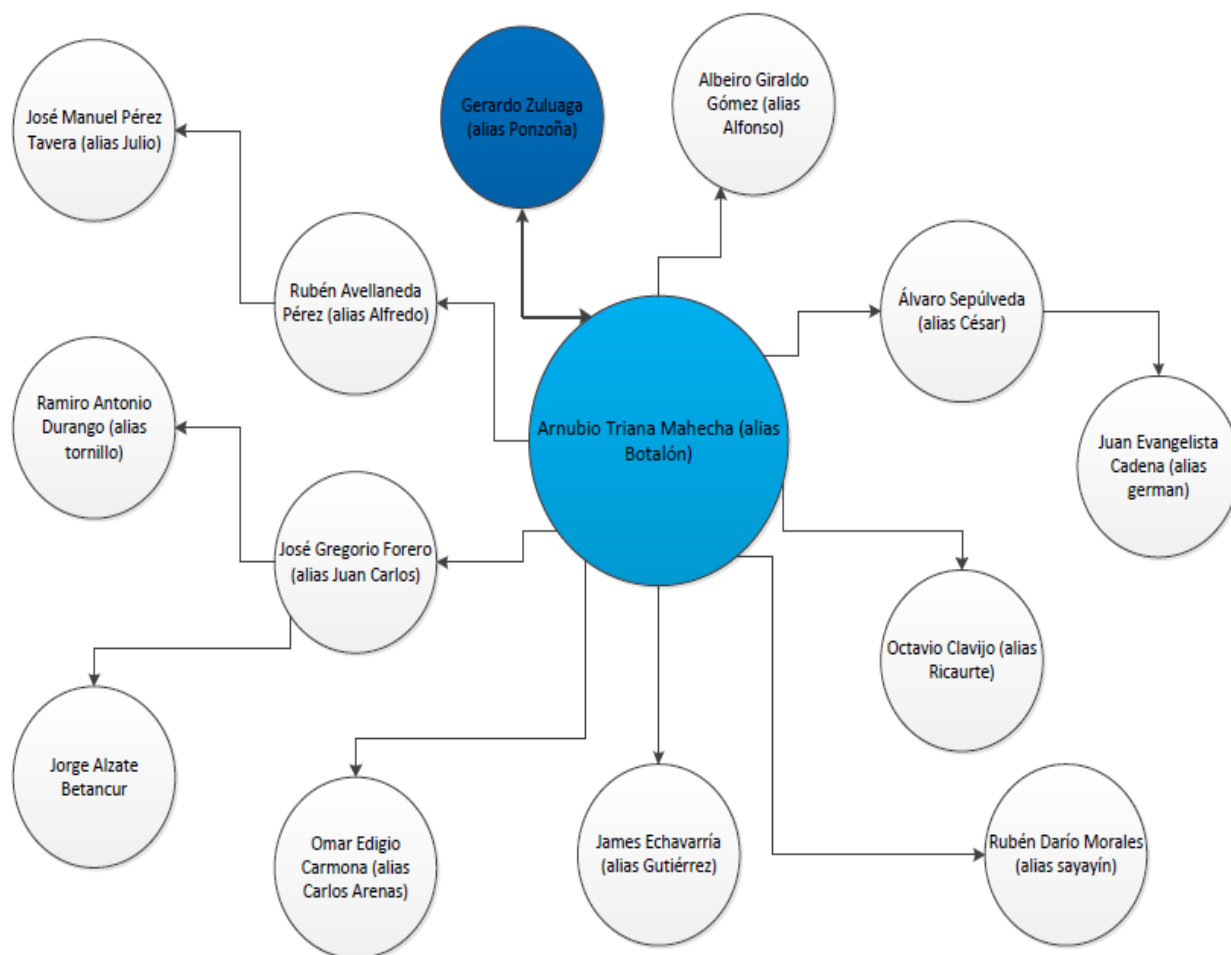 José Manuel Pérez
Tavera (alias Julio)
Gerardo Zuluaga
(alias Ponzoña)
Albeiro Giraldo
Gómez (alias
Alfonso)
Rubén Avellaneda
Pérez (alias Alfredo)
Álvaro Sepúlveda
(alias César)
Ramiro Antonio
Durango (alias
tornillo)
Arnubio Triana Mahecha (alias
Botalón)
Juan Evangelista
Cadena (alias
german)
José Gregorio Forero
(alias Juan Carlos)
Octavio Clavijo (alias
Ricaurte)
Jorge Alzate
Betancur
Omar Edigio
Carmona (alias
Carlos Arenas)
James Echavarría
(alias Gutiérrez)
Rubén Darío Morales
(alias sayayín)